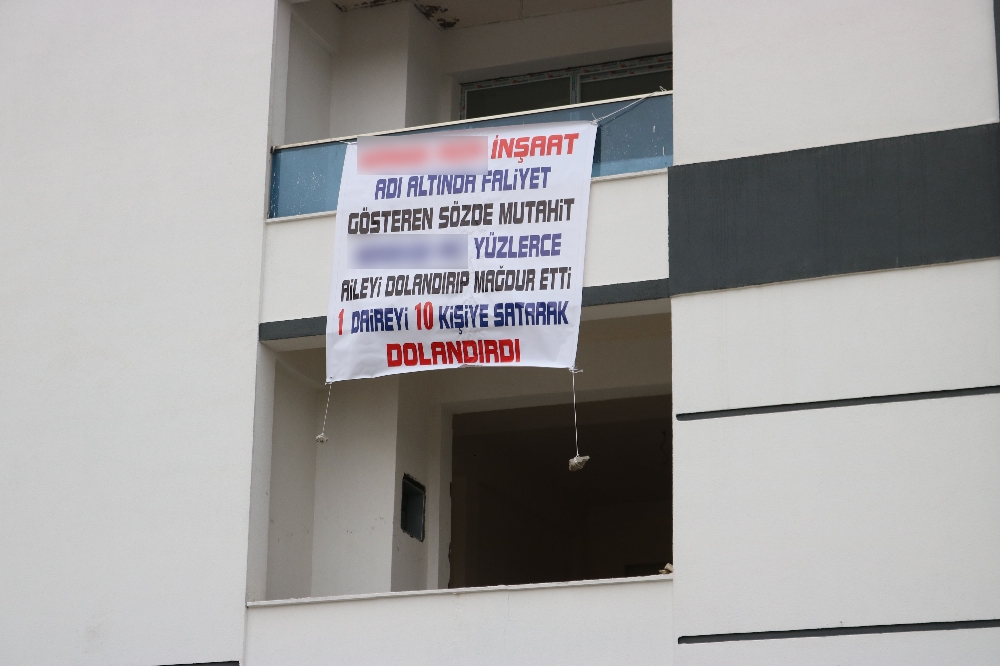 İNŞAAT
ADI ALTINDA FALİYET
GÖSTEREN SÖZDE MUTAHİT
YÜZLERCE
AİLEYİ DOLANDIRIP MAĞDUR ETTİ
1 DAİREYİ 10 KİŞİYE SATARAK
DOLANDIRDI